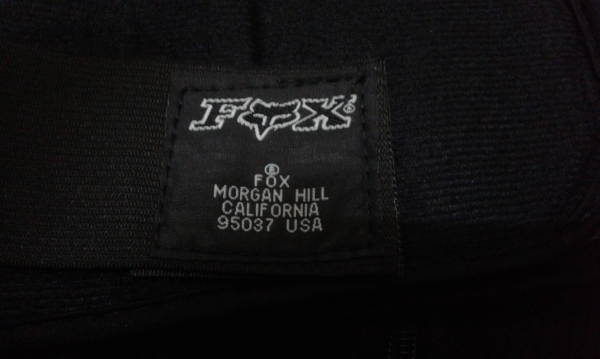 FOX®
®
FOX
MORGAN HILL
CALIFORNIA
95037 USA